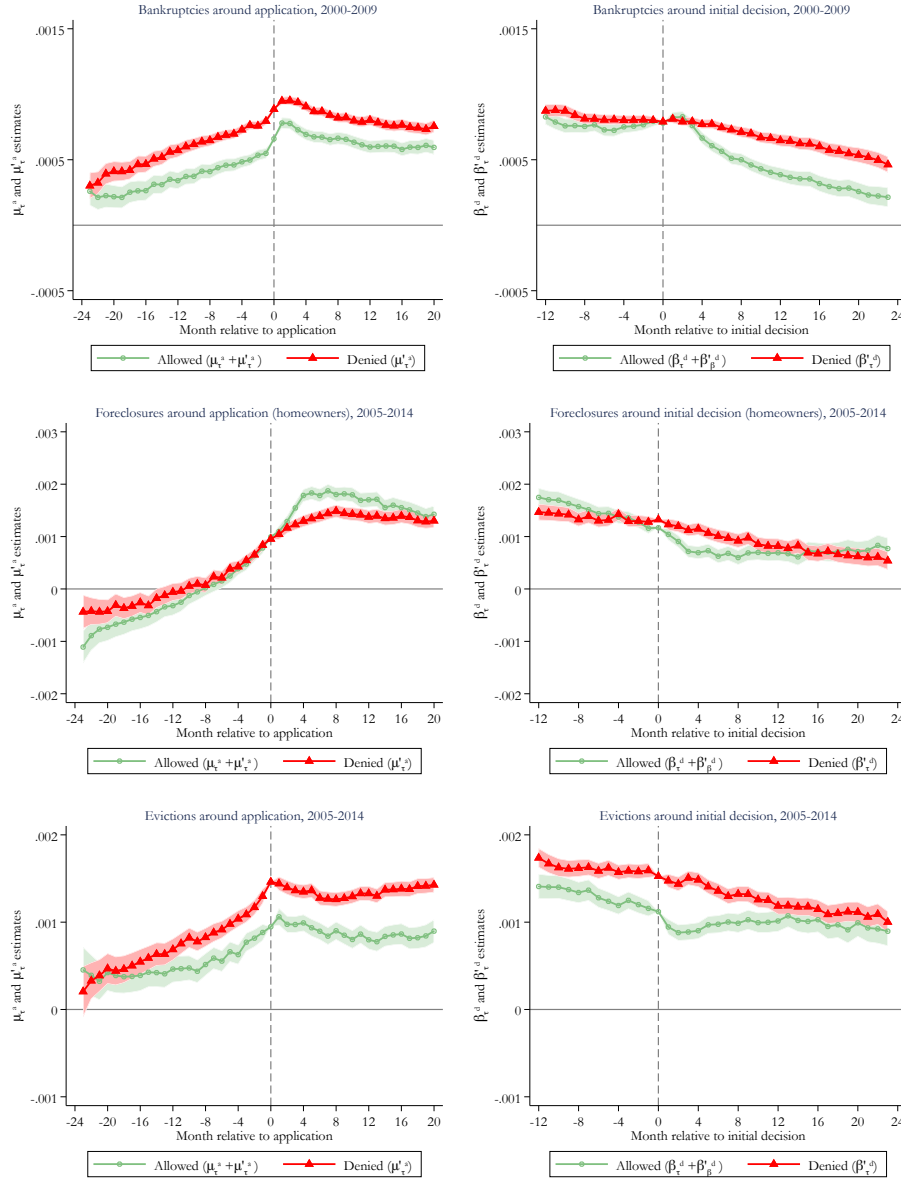 Bankruptcies around application, 2000-2009
.0015
.0005
-.0005
μτᵃ and μ'τᵃ estimates
-24 -20 -16 -12 -8 -4 0 4 8 12 16 20
Month relative to application
Allowed (μτᵃ +μ'τᵃ) Denied (μ'τᵃ)
Bankruptcies around initial decision, 2000-2009
.0015
.0005
-.0005
βτᵈ and β'τᵈ estimates
-12 -8 -4 0 4 8 12 16 20 24
Month relative to initial decision
Allowed (βτᵈ +β'βᵈ) Denied (β'τᵈ)
Foreclosures around application (homeowners), 2005-2014
.003
.002
.001
0
-.001
-.002
μτᵃ and μ'τᵃ estimates
-24 -20 -16 -12 -8 -4 0 4 8 12 16 20
Month relative to application
Allowed (μτᵃ +μ'τᵃ) Denied (μ'τᵃ)
Foreclosures around initial decision (homeowners), 2005-2014
.003
.002
.001
0
-.001
-.002
βτᵈ and β'τᵈ estimates
-12 -8 -4 0 4 8 12 16 20 24
Month relative to initial decision
Allowed (βτᵈ +β'βᵈ) Denied (β'τᵈ)
Evictions around application, 2005-2014
.002
.001
0
-.001
μτᵃ and μ'τᵃ estimates
-24 -20 -16 -12 -8 -4 0 4 8 12 16 20
Month relative to application
Allowed (μτᵃ +μ'τᵃ) Denied (μ'τᵃ)
Evictions around initial decision, 2005-2014
.002
.001
0
-.001
βτᵈ and β'τᵈ estimates
-12 -8 -4 0 4 8 12 16 20 24
Month relative to initial decision
Allowed (βτᵈ +β'βᵈ) Denied (β'τᵈ)